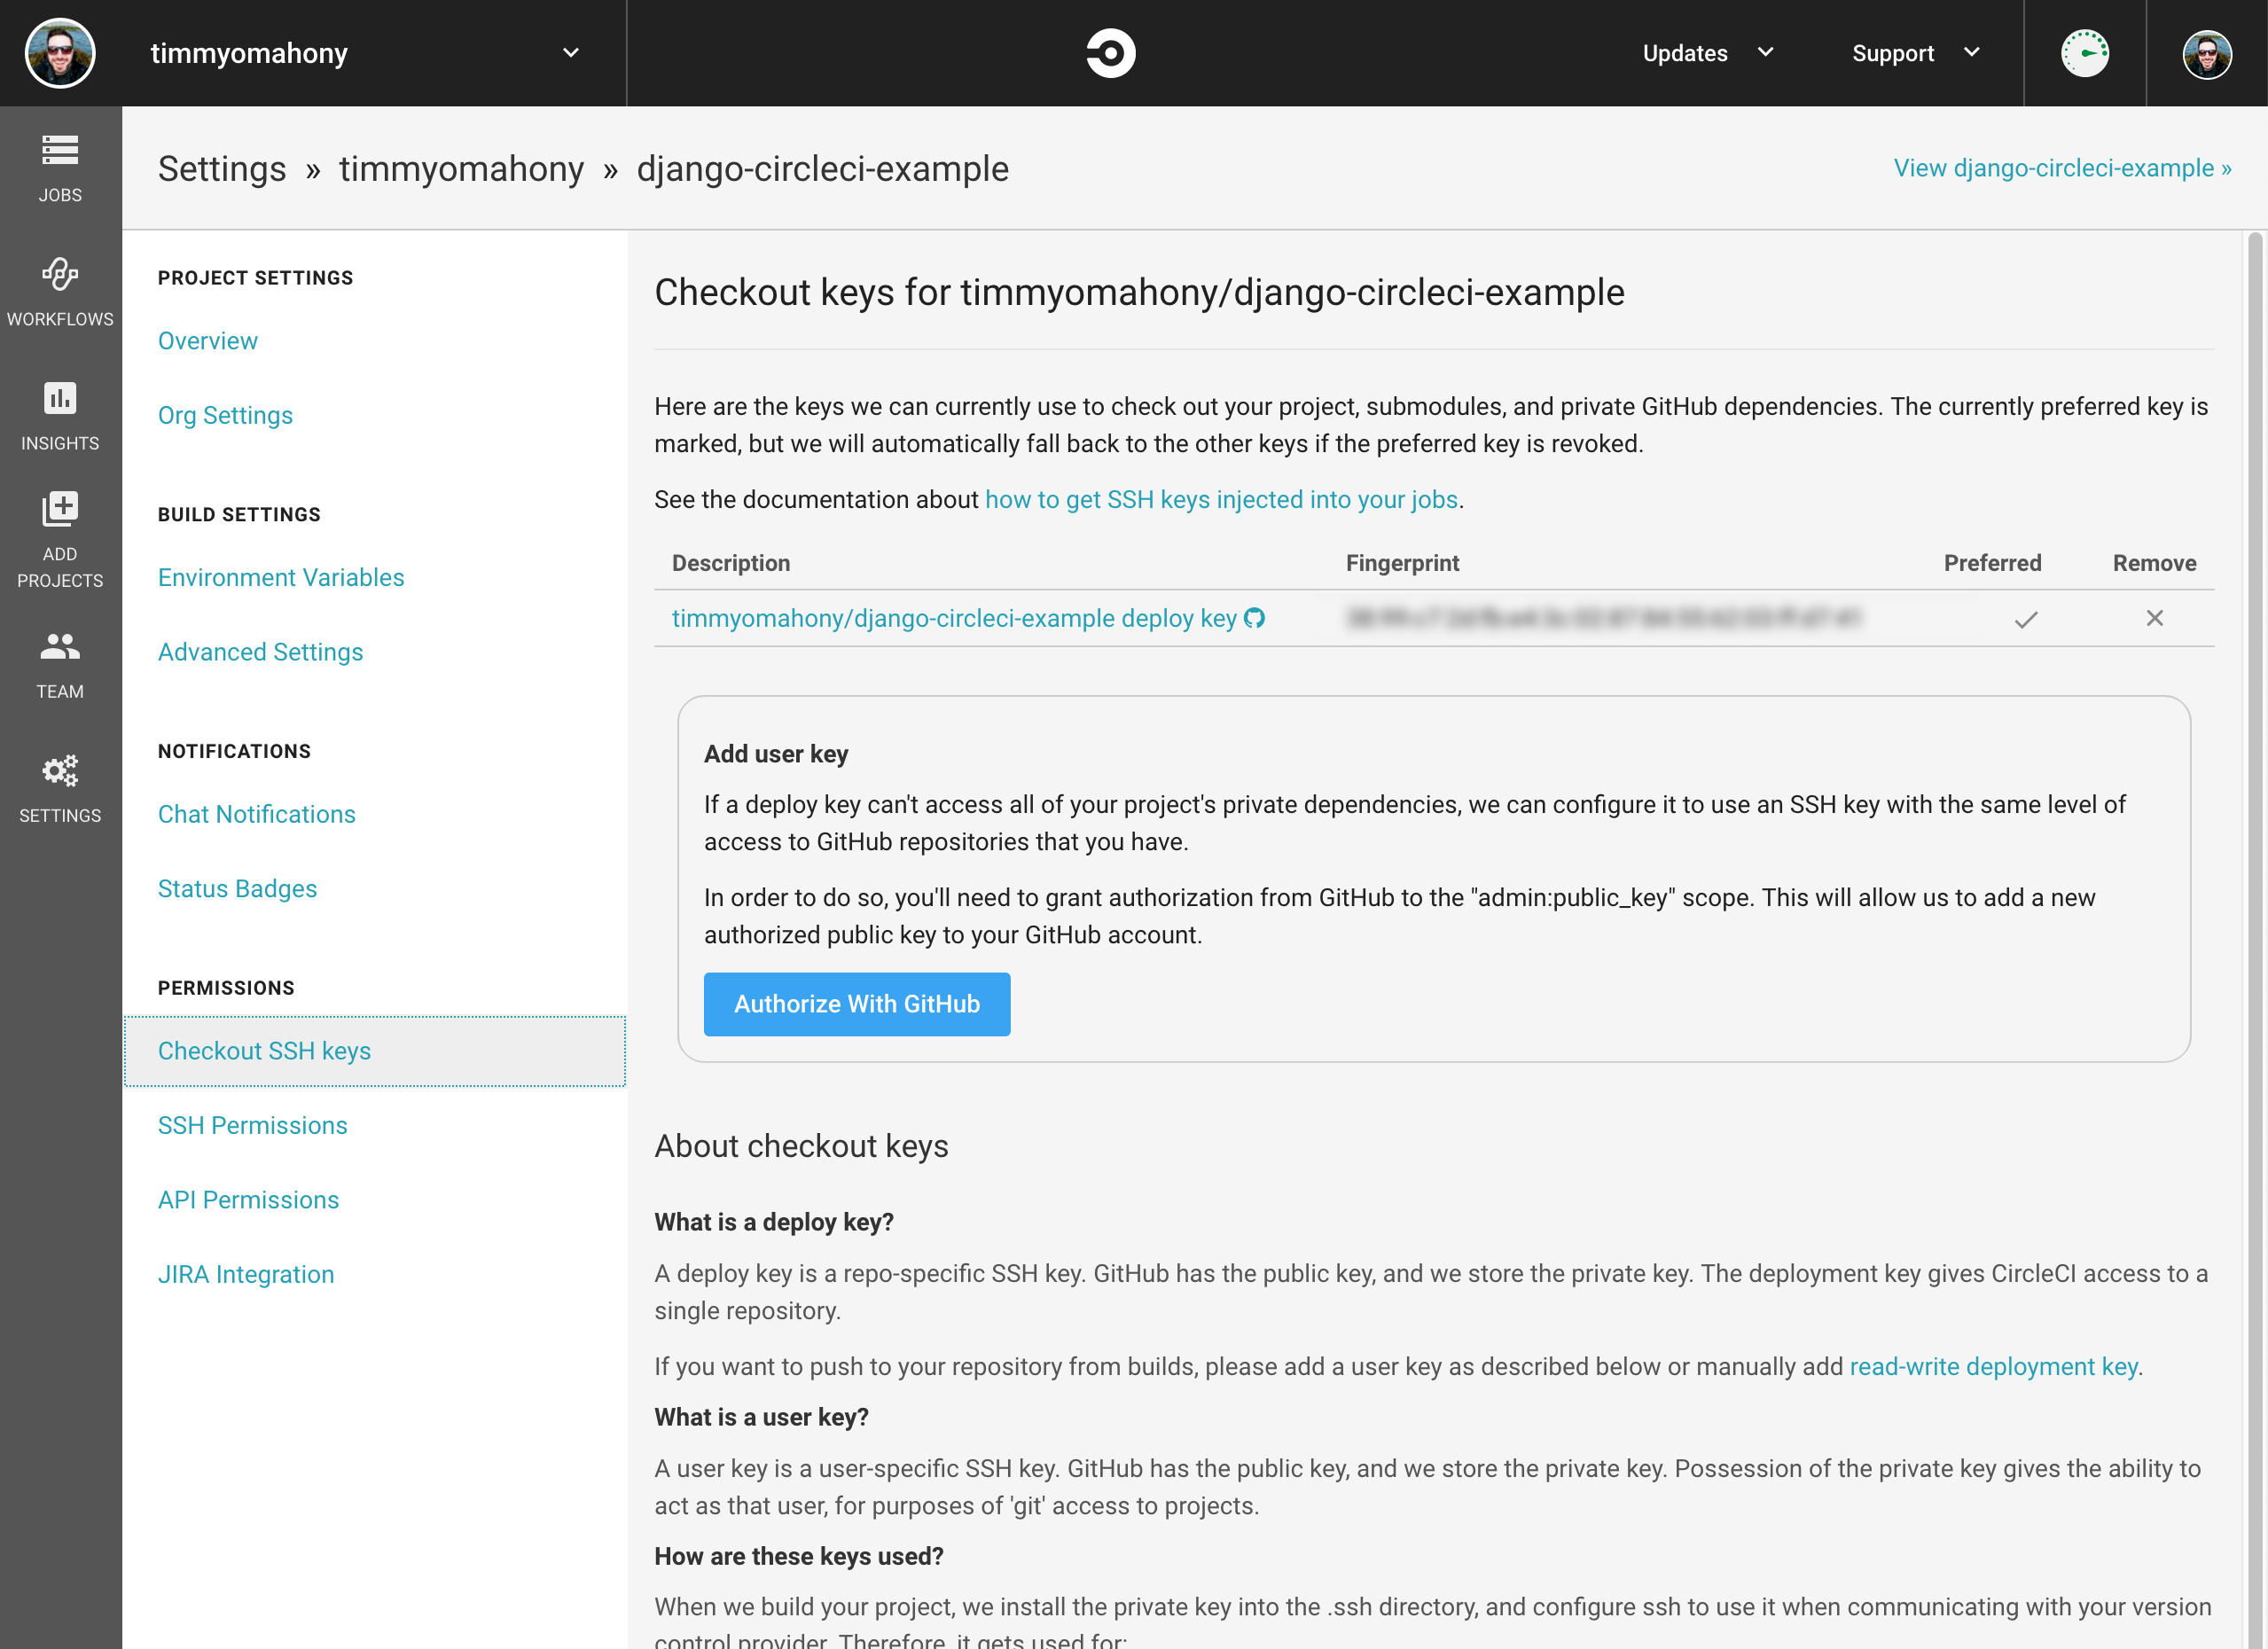 timmyomahony
Updates
Support
JOBS
WORKFLOWS
INSIGHTS
ADD
PROJECTS
TEAM
SETTINGS
Settings » timmyomahony » django-circleci-example
View django-circleci-example »
PROJECT SETTINGS
Overview
Org Settings
BUILD SETTINGS
Environment Variables
Advanced Settings
NOTIFICATIONS
Chat Notifications
Status Badges
PERMISSIONS
Checkout SSH keys
SSH Permissions
API Permissions
JIRA Integration
Checkout keys for timmyomahony/django-circleci-example
Here are the keys we can currently use to check out your project, submodules, and private GitHub dependencies. The currently preferred key is
marked, but we will automatically fall back to the other keys if the preferred key is revoked.
See the documentation about how to get SSH keys injected into your jobs.
Description Fingerprint Preferred Remove
timmyomahony/django-circleci-example deploy key
Add user key
If a deploy key can't access all of your project's private dependencies, we can configure it to use an SSH key with the same level of
access to GitHub repositories that you have.
In order to do so, you'll need to grant authorization from GitHub to the "admin:public_key" scope. This will allow us to add a new
authorized public key to your GitHub account.
Authorize With GitHub
About checkout keys
What is a deploy key?
A deploy key is a repo-specific SSH key. GitHub has the public key, and we store the private key. The deployment key gives CircleCI access to a
single repository.
If you want to push to your repository from builds, please add a user key as described below or manually add read-write deployment key.
What is a user key?
A user key is a user-specific SSH key. GitHub has the public key, and we store the private key. Possession of the private key gives the ability to
act as that user, for purposes of 'git' access to projects.
How are these keys used?
When we build your project, we install the private key into the .ssh directory, and configure ssh to use it when communicating with your version
control provider. Therefore, it gets used for: